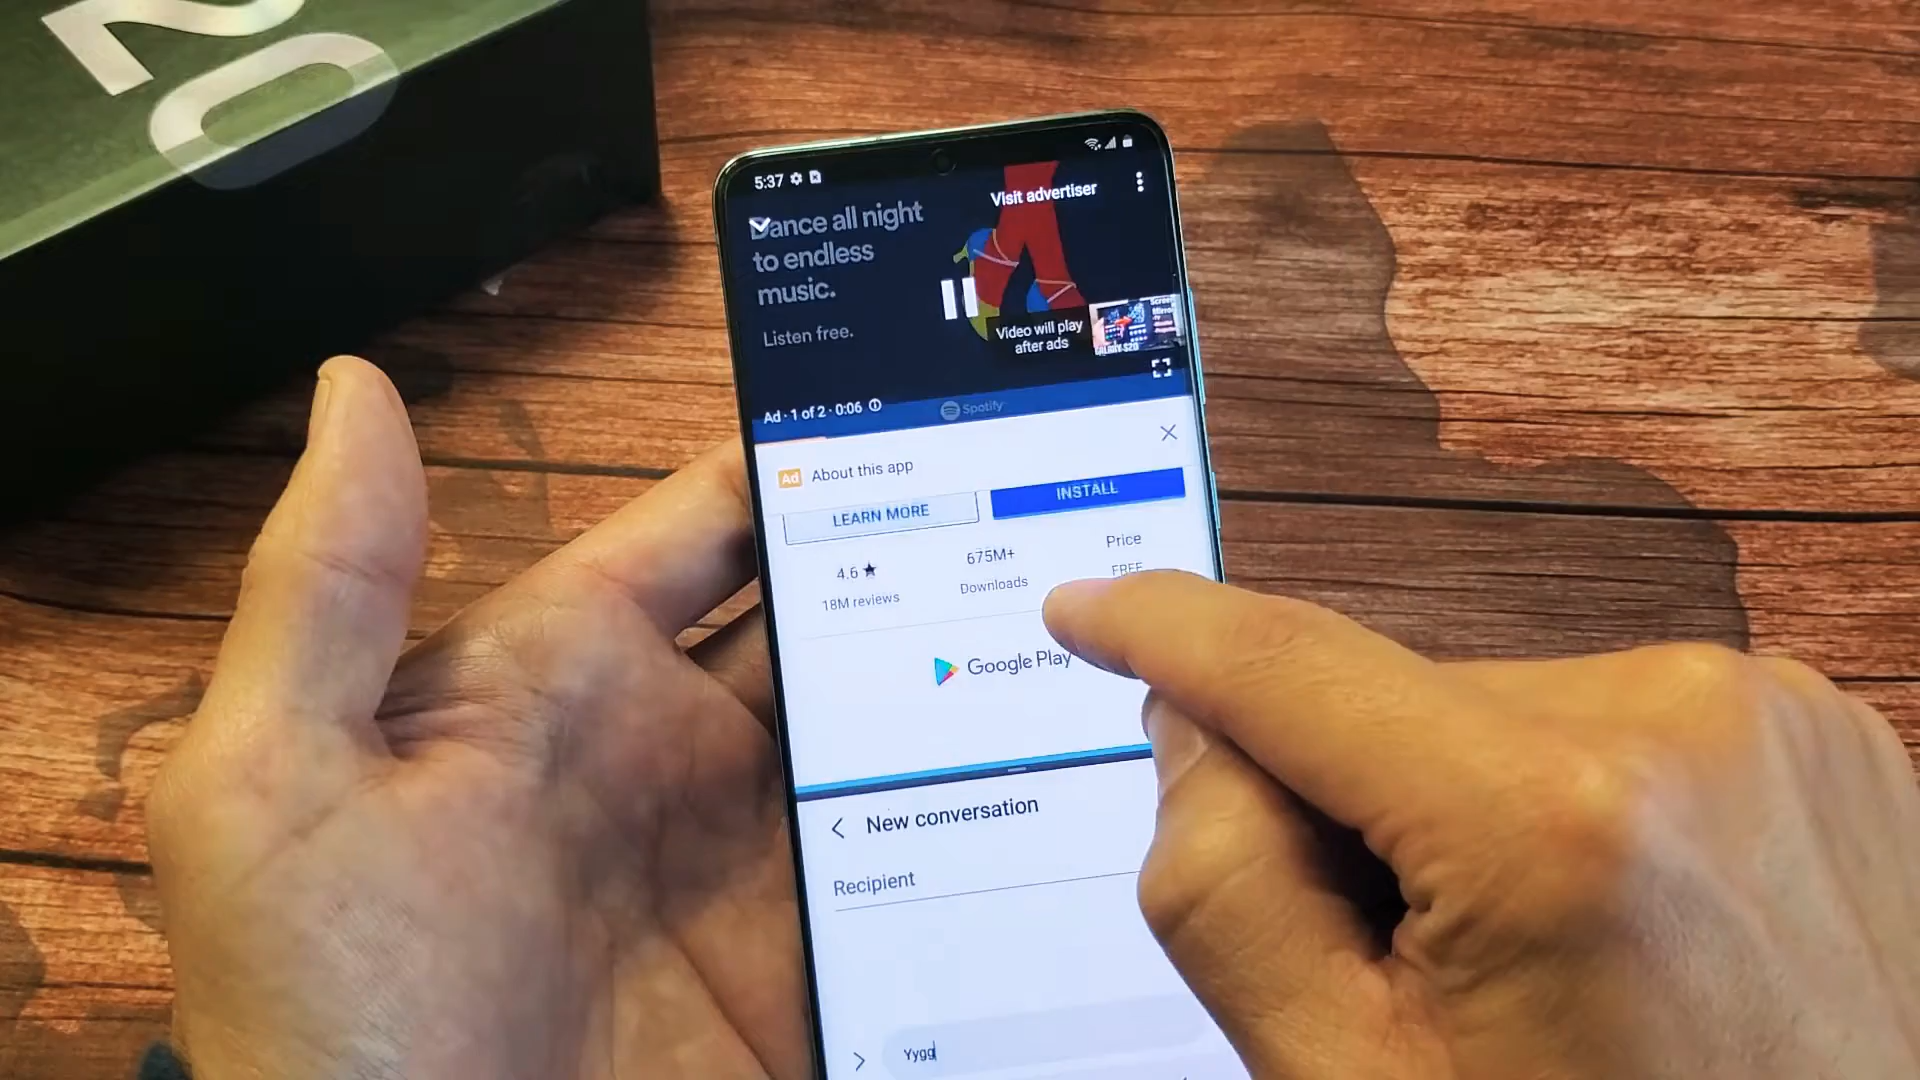 20
5:37
Visit advertiser
Dance all night
to endless
music.
Listen free.
Video will play
after ads
Ad · 1 of 2 · 0:06
Spotify
Ad About this app
LEARN MORE
INSTALL
4.6 ★
675M+
Price
18M reviews
Downloads
FREE
Google Play
New conversation
Recipient
Yygg